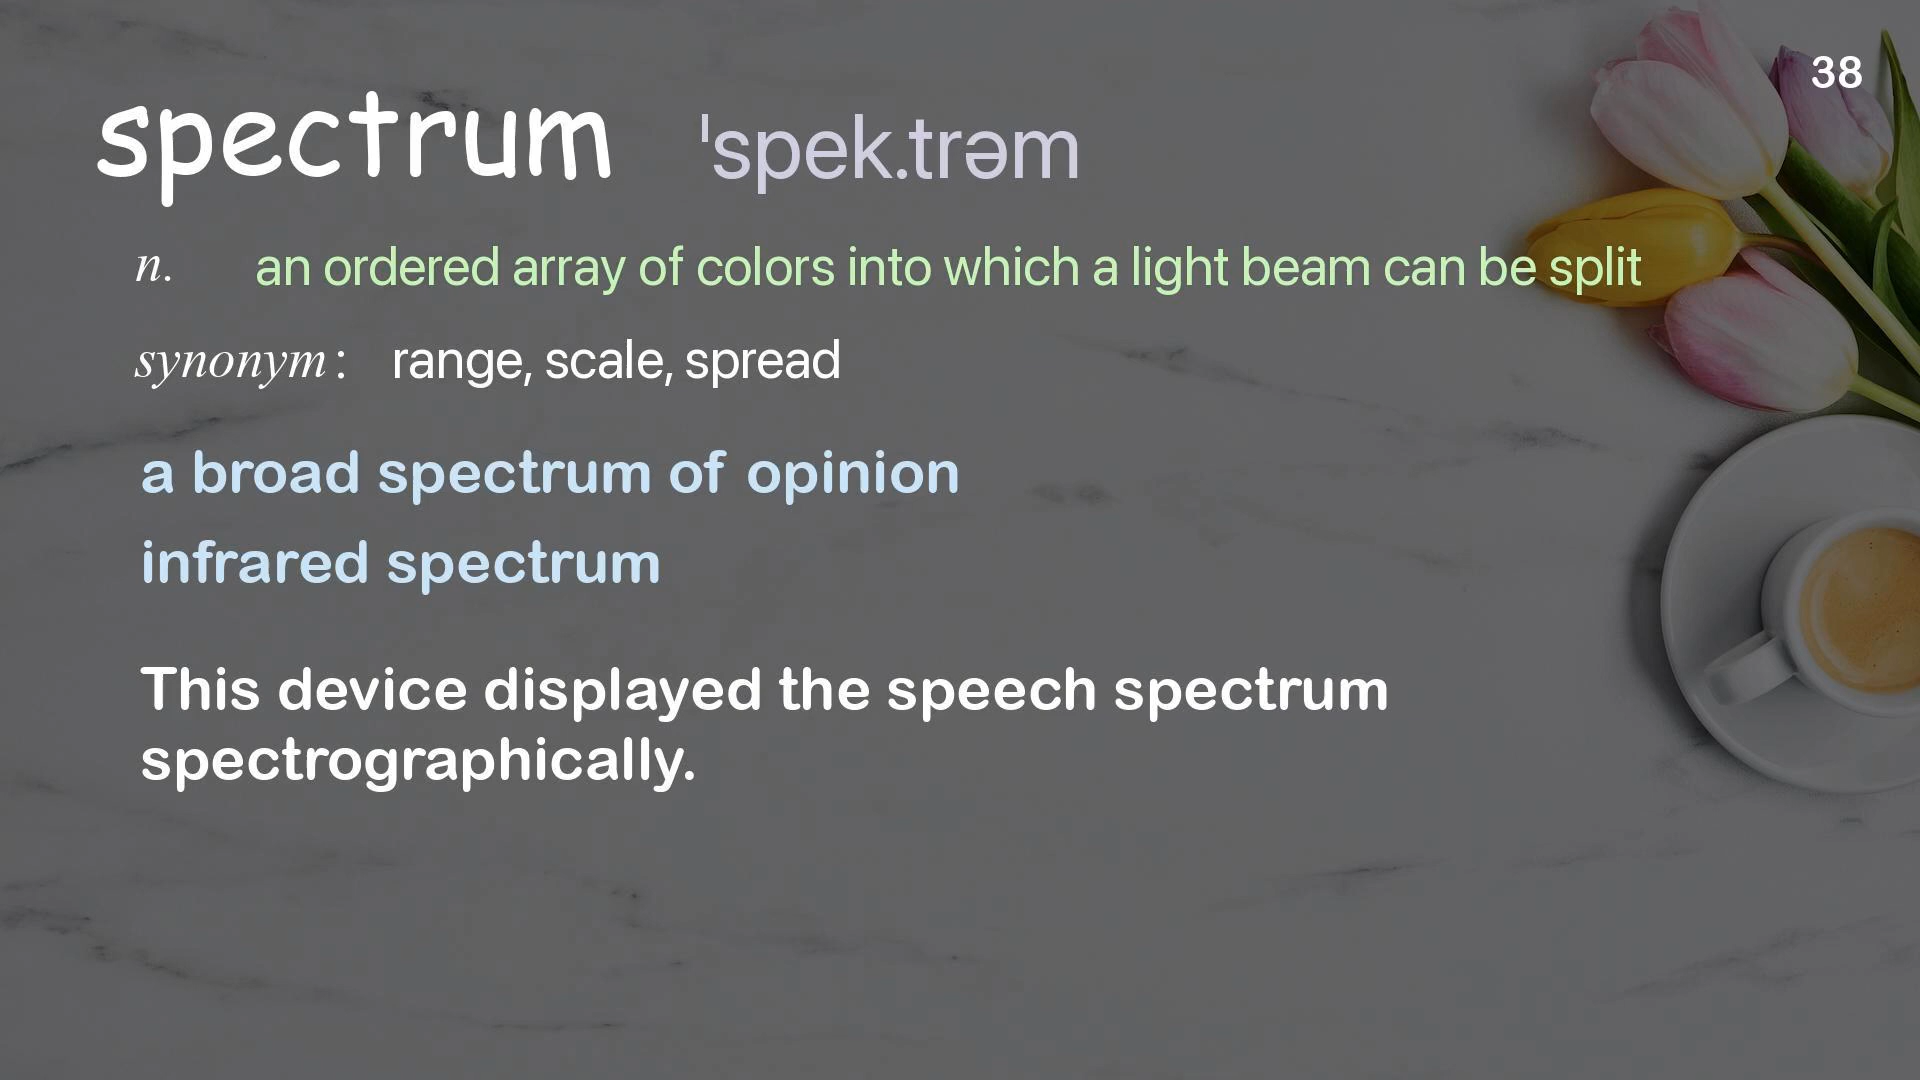 38
spectrum ˈspek.trəm
n. an ordered array of colors into which a light beam can be split
synonym: range, scale, spread
a broad spectrum of opinion
infrared spectrum
This device displayed the speech spectrum
spectrographically.